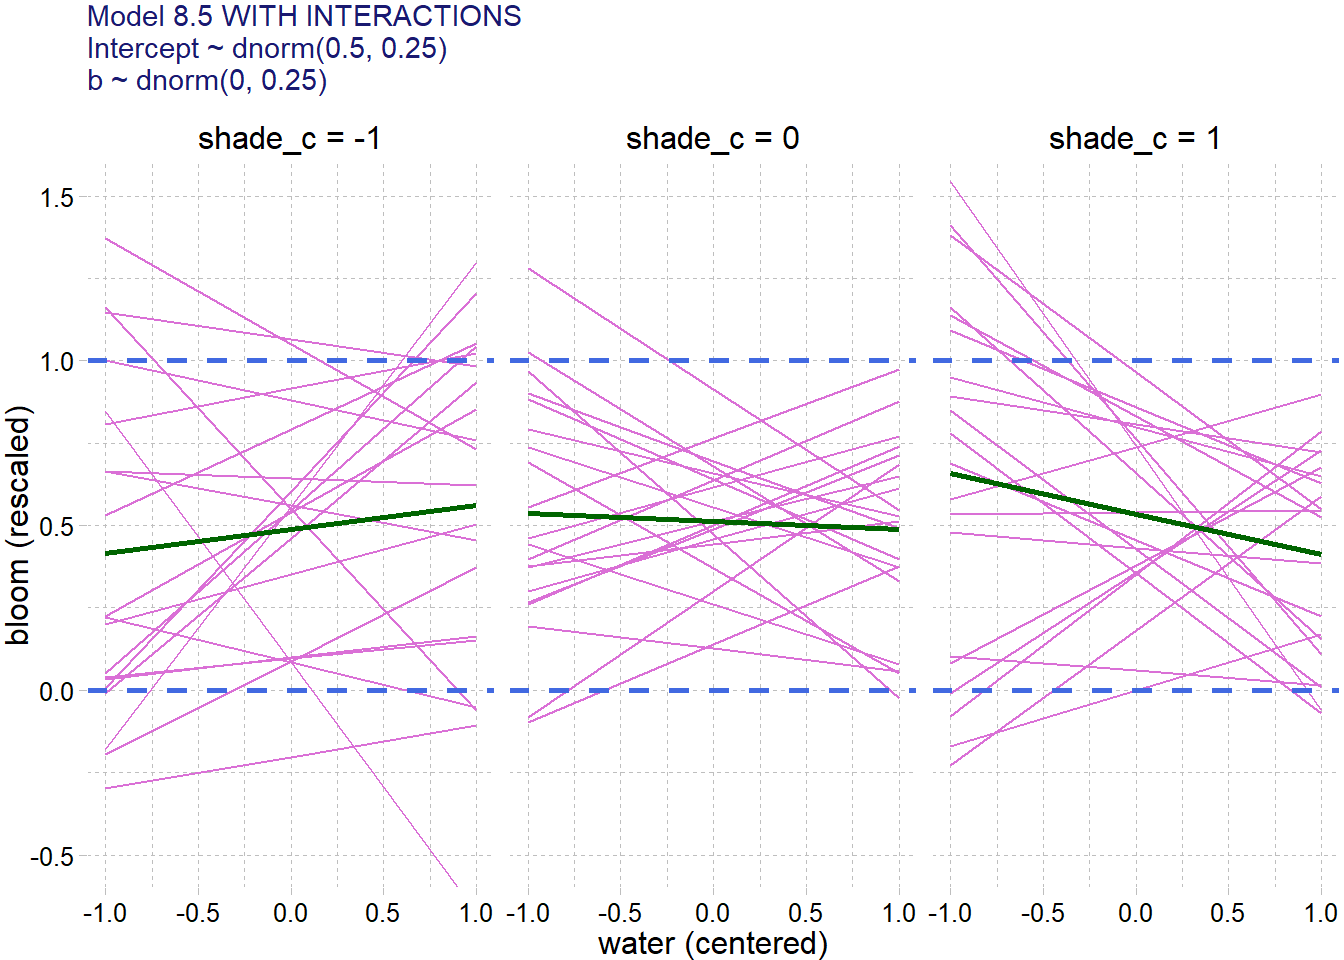 Model 8.5 WITH INTERACTIONS
Intercept ~ dnorm(0.5, 0.25)
b ~ dnorm(0, 0.25)
shade_c = -1
shade_c = 0
shade_c = 1
bloom (rescaled)
1.5
1.0
0.5
0.0
-0.5
-1.0 -0.5 0.0 0.5 1.0
-1.0 -0.5 0.0 0.5 1.0
-1.0 -0.5 0.0 0.5 1.0
water (centered)